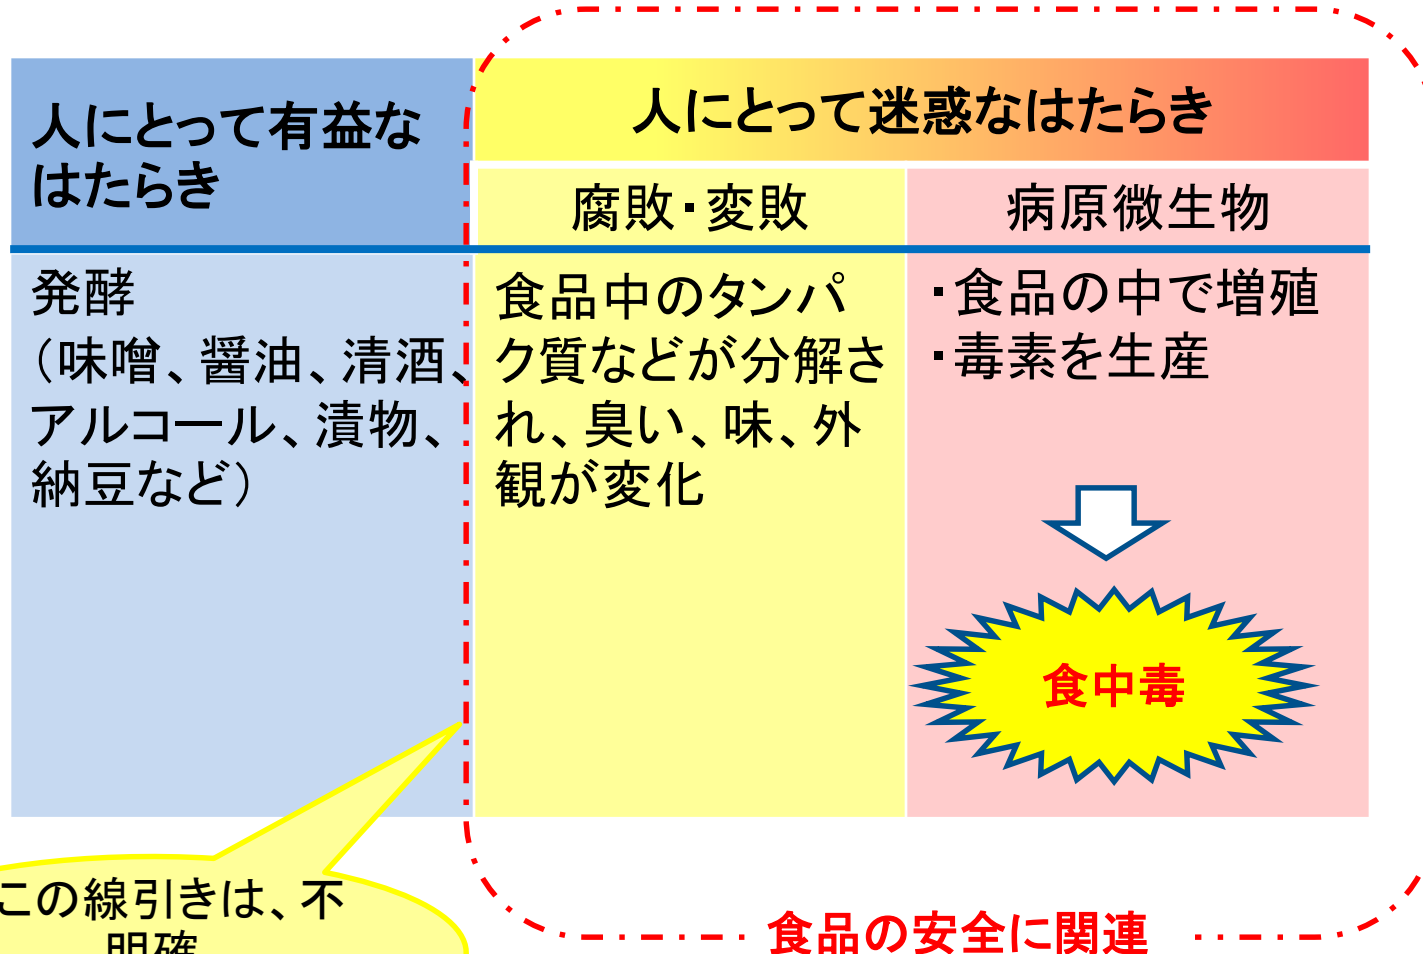 人にとって有益な
はたらき
人にとって迷惑なはたらき
腐敗・変敗
病原微生物
発酵
（味噌、醤油、清酒、
アルコール、漬物、
納豆など）
食品中のタンパ
ク質などが分解さ
れ、臭い、味、外
観が変化
・食品の中で増殖
・毒素を生産
食中毒
この線引きは、不
明確
食品の安全に関連